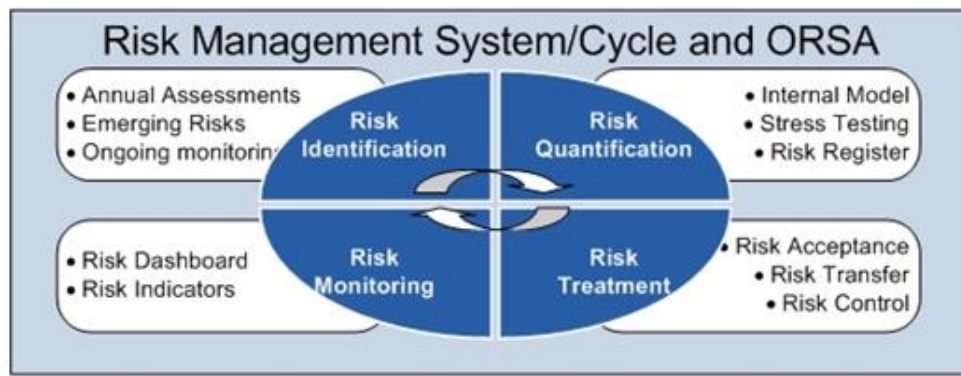 Risk Management System/Cycle and ORSA
• Annual Assessments
• Emerging Risks
• Ongoing monitoring
Risk
Identification
Risk
Quantification
• Internal Model
• Stress Testing
• Risk Register
• Risk Dashboard
• Risk Indicators
Risk
Monitoring
Risk
Treatment
• Risk Acceptance
• Risk Transfer
• Risk Control